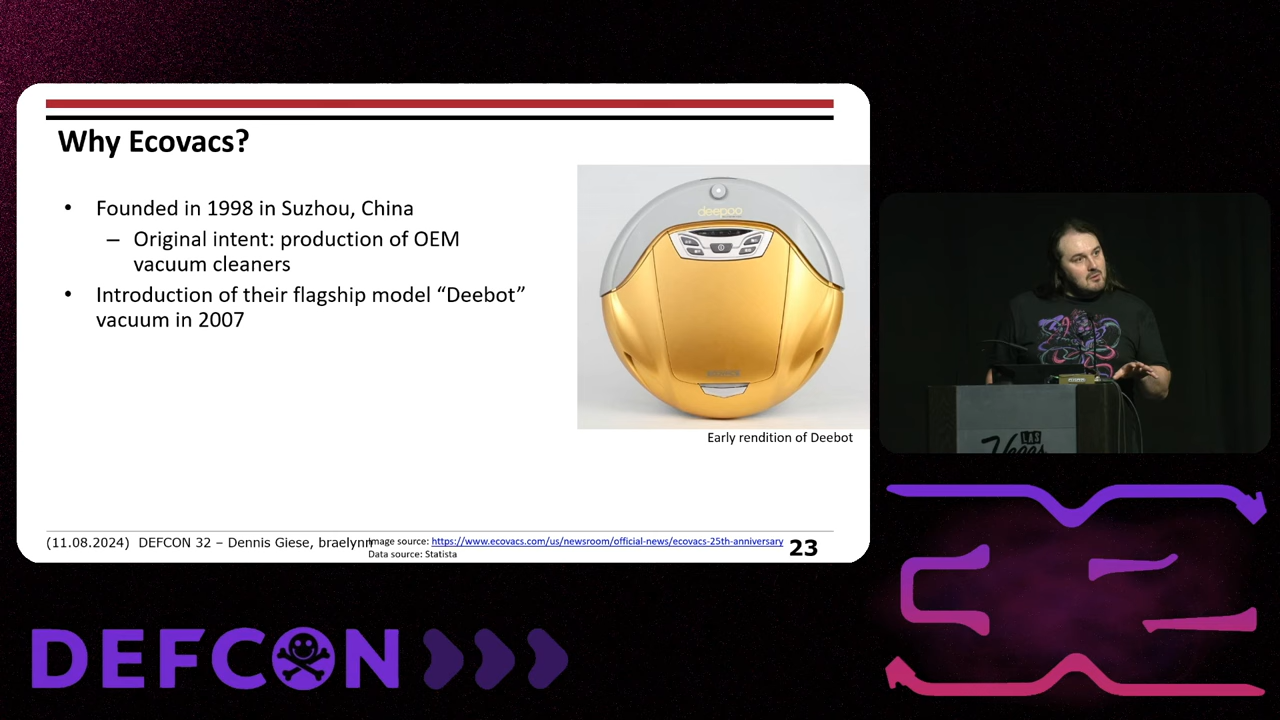 Why Ecovacs?
• Founded in 1998 in Suzhou, China
– Original intent: production of OEM
vacuum cleaners
• Introduction of their flagship model “Deebot”
vacuum in 2007
deepoo
Early rendition of Deebot
(11.08.2024) DEFCON 32 – Dennis Giese, braelynn
Image source: https://www.ecovacs.com/us/newsroom/official-news/ecovacs-25th-anniversary
Data source: Statista
23
LAS
Vegas
DEFCON